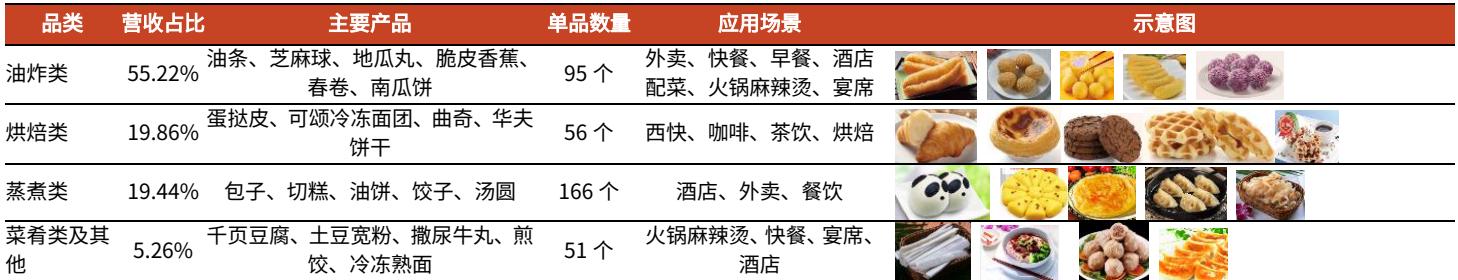 品类 营收占比 主要产品 单品数量 应用场景 示意图
油炸类 55.22% 油条、芝麻球、地瓜丸、脆皮香蕉、 95 个 外卖、快餐、早餐、酒店
春卷、南瓜饼 配菜、火锅麻辣烫、宴席
烘焙类 19.86% 蛋挞皮、可颂冷冻面团、曲奇、华夫 56 个 西快、咖啡、茶饮、烘焙
饼干
蒸煮类 19.44% 包子、切糕、油饼、饺子、汤圆 166 个 酒店、外卖、餐饮
菜肴类及其 5.26% 千页豆腐、土豆宽粉、撒尿牛丸、煎 51 个 火锅麻辣烫、快餐、宴席、
他 饺、冷冻熟面 酒店